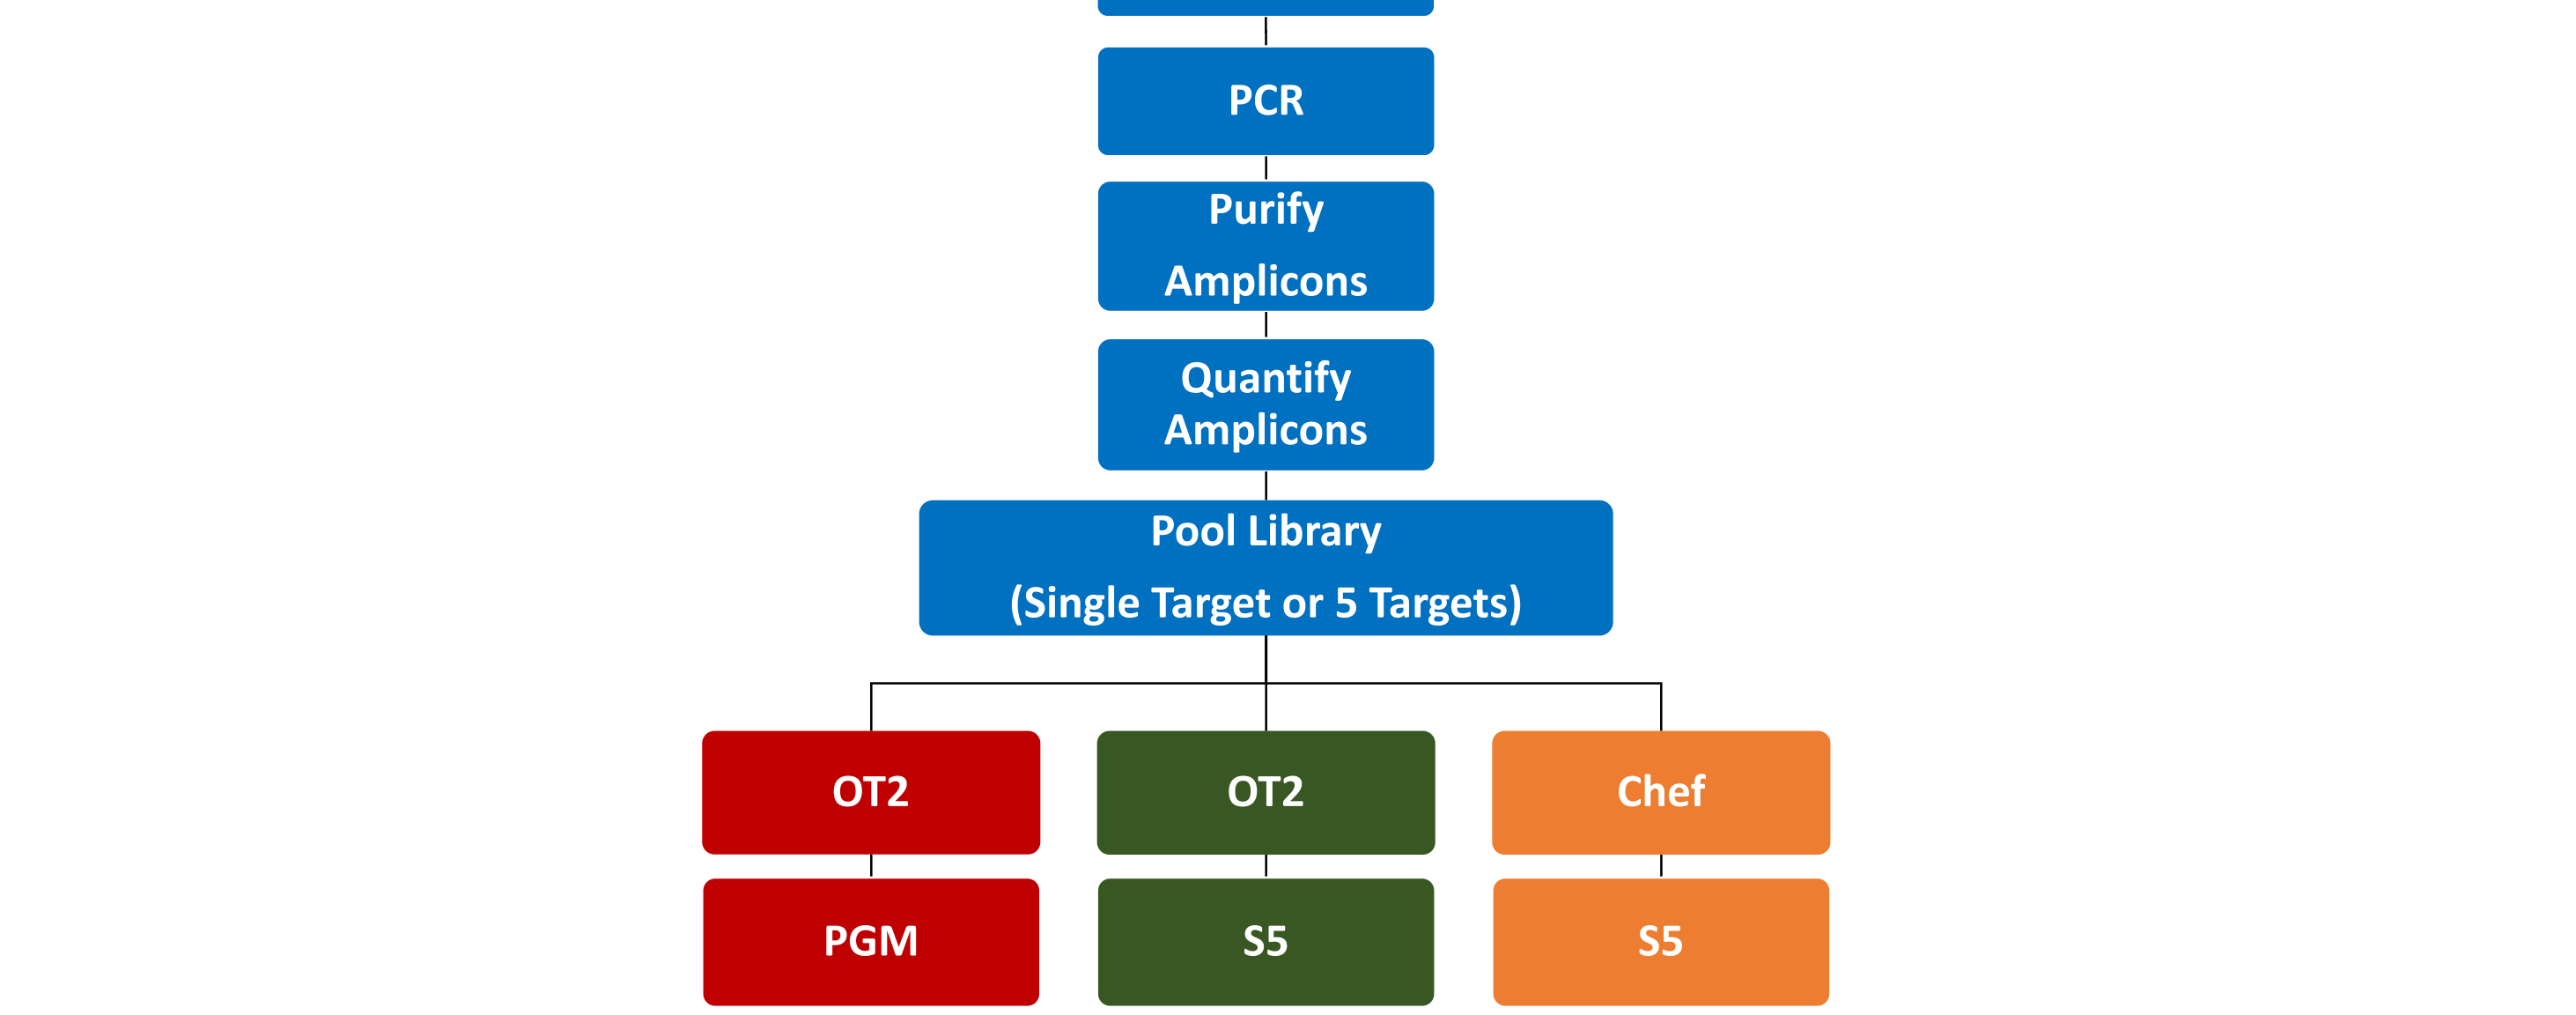 PCR
Purify
Amplicons
Quantify
Amplicons
Pool Library
(Single Target or 5 Targets)
OT2
OT2
Chef
PGM
S5
S5